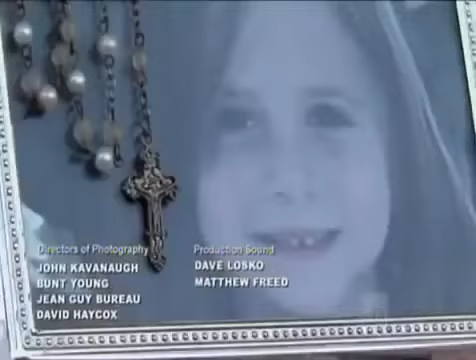 Directors of Photography
JOHN KAVANAUGH
BUNT YOUNG
JEAN GUY BUREAU
DAVID HAYCOX
Production Sound
DAVE LOSKO
MATTHEW FREED